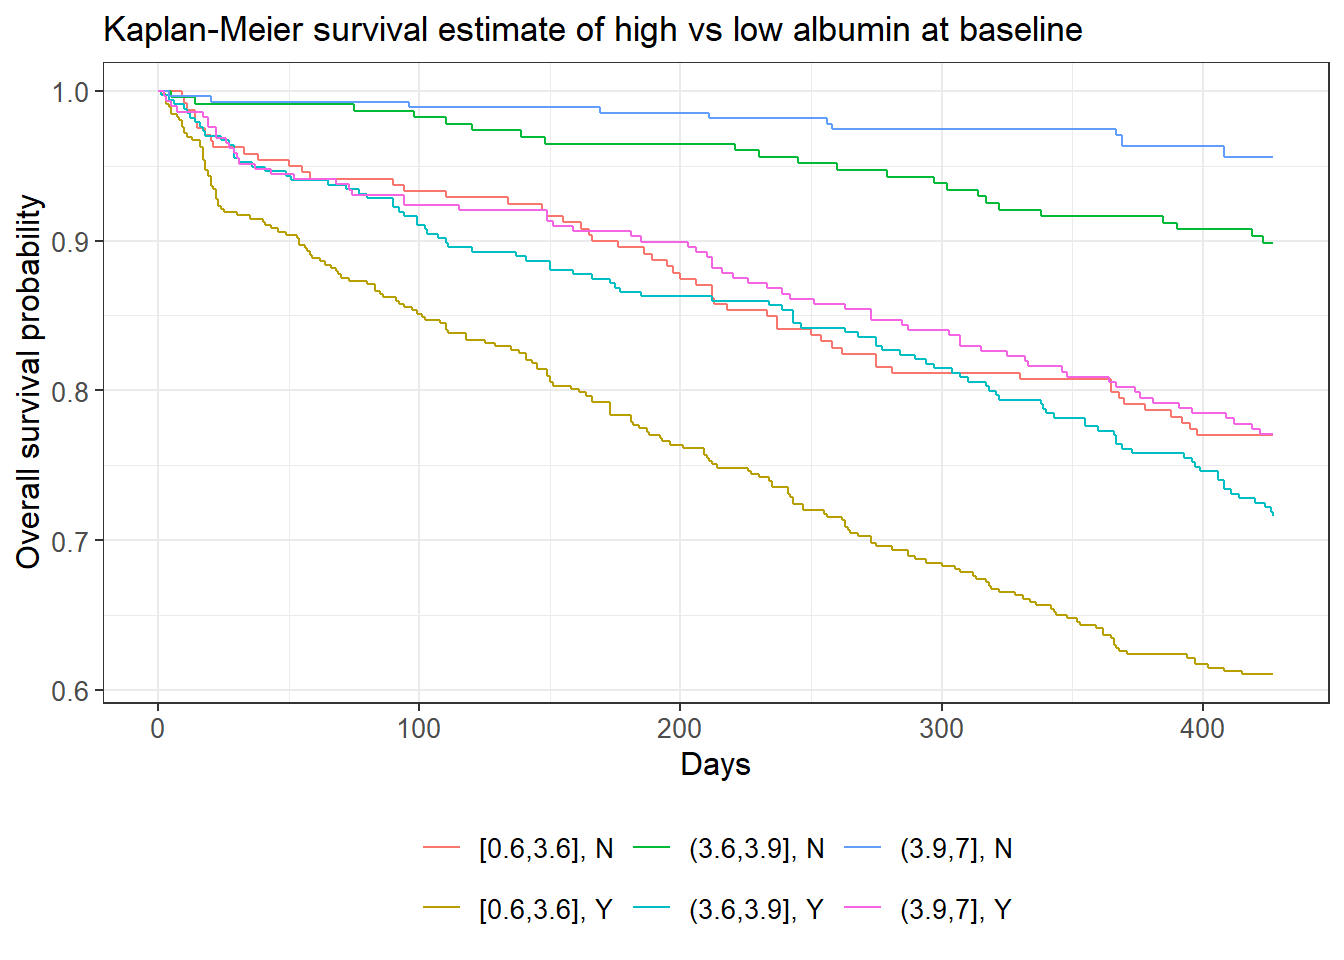 Kaplan-Meier survival estimate of high vs low albumin at baseline
Overall survival probability
1.0
0.9
0.8
0.7
0.6
0 100 200 300 400
Days
[0.6,3.6], N (3.6,3.9], N (3.9,7], N
[0.6,3.6], Y (3.6,3.9], Y (3.9,7], Y